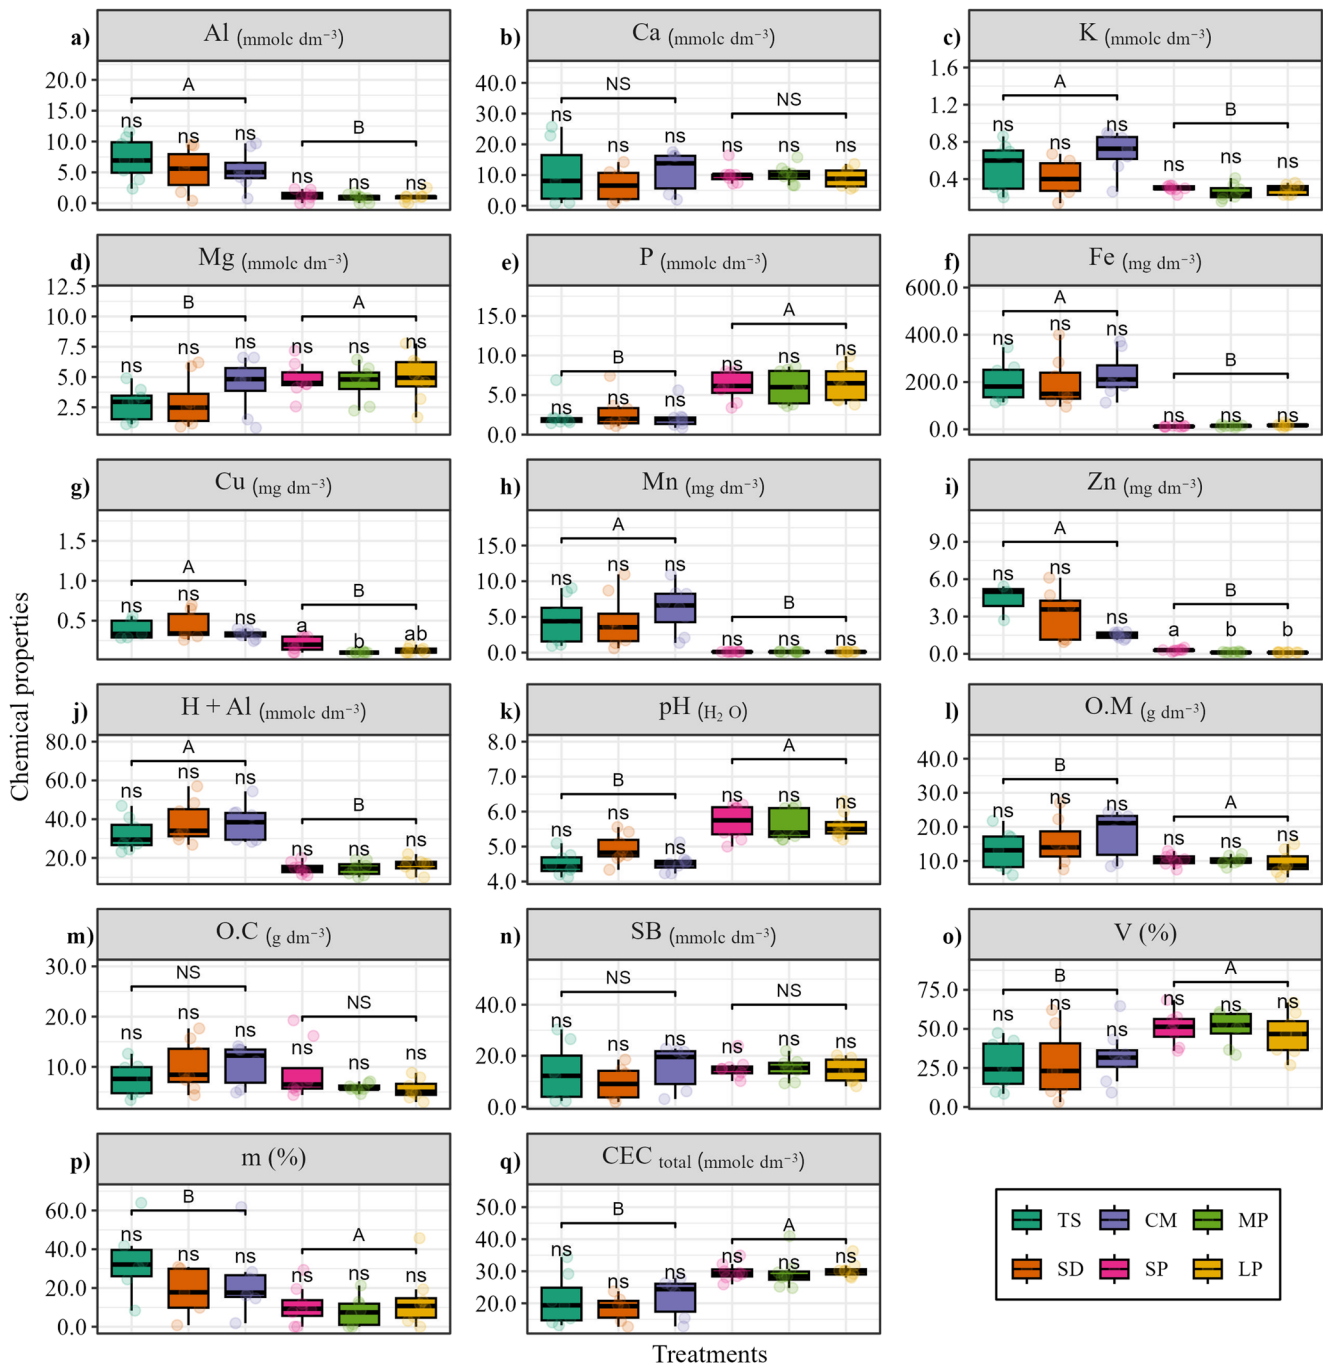 a) Al (mmolc dm⁻³)
b) Ca (mmolc dm⁻³)
c) K (mmolc dm⁻³)
20.0
15.0
10.0
5.0
0.0
A
ns ns ns
B
ns ns ns
40.0
30.0
20.0
10.0
0.0
NS
ns ns ns
NS
ns ns ns
1.6
1.2
0.8
0.4
A
ns ns ns
B
ns ns ns
d) Mg (mmolc dm⁻³)
e) P (mmolc dm⁻³)
f) Fe (mg dm⁻³)
12.5
10.0
7.5
5.0
2.5
B
ns ns ns
A
ns ns ns
15.0
10.0
5.0
0.0
B
ns ns ns
A
ns ns ns
600.0
400.0
200.0
0.0
A
ns ns ns
B
ns ns ns
g) Cu (mg dm⁻³)
h) Mn (mg dm⁻³)
i) Zn (mg dm⁻³)
1.5
1.0
0.5
A
ns ns ns
B
a b ab
15.0
10.0
5.0
0.0
A
ns ns ns
B
ns ns ns
9.0
6.0
3.0
0.0
A
ns ns ns
B
a b b
j) H + Al (mmolc dm⁻³)
k) pH (H₂ O)
l) O.M (g dm⁻³)
80.0
60.0
40.0
20.0
A
ns ns ns
B
ns ns ns
8.0
7.0
6.0
5.0
4.0
B
ns ns ns
A
ns ns ns
40.0
30.0
20.0
10.0
B
ns ns ns
A
ns ns ns
m) O.C (g dm⁻³)
n) SB (mmolc dm⁻³)
o) V (%)
30.0
20.0
10.0
NS
ns ns ns
NS
ns ns ns
40.0
20.0
0.0
NS
ns ns ns
NS
ns ns ns
75.0
50.0
25.0
0.0
B
ns ns ns
A
ns ns ns
p) m (%)
q) CEC total (mmolc dm⁻³)
60.0
40.0
20.0
0.0
B
ns ns ns
A
ns ns ns
50.0
40.0
30.0
20.0
B
ns ns ns
A
ns ns ns
TS CM MP
SD SP LP
Chemical properties
Treatments